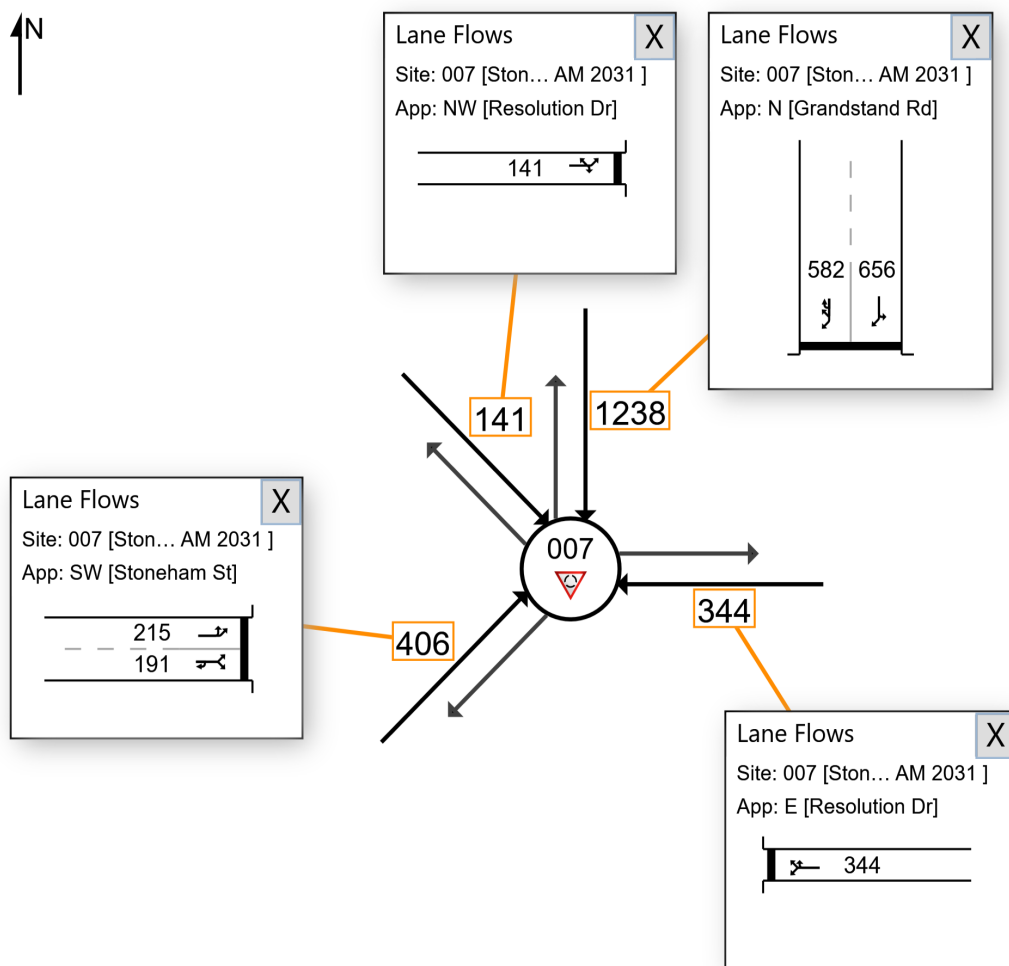 N
Lane Flows
X
Site: 007 [Ston... AM 2031 ]
App: NW [Resolution Dr]
141
Lane Flows
X
Site: 007 [Ston... AM 2031 ]
App: N [Grandstand Rd]
582 656
141
1238
Lane Flows
X
Site: 007 [Ston... AM 2031 ]
App: SW [Stoneham St]
215
191
007
406
344
Lane Flows
X
Site: 007 [Ston... AM 2031 ]
App: E [Resolution Dr]
344